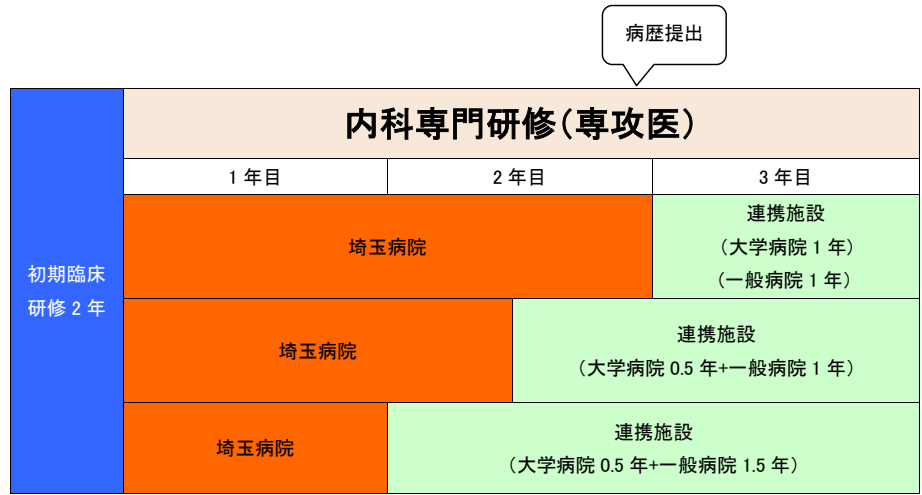 病歴提出
内科専門研修(専攻医)
1 年目
2 年目
3 年目
初期臨床
研修 2 年
埼玉病院
連携施設
(大学病院 1 年)
(一般病院 1 年)
埼玉病院
連携施設
(大学病院 0.5 年+一般病院 1 年)
埼玉病院
連携施設
(大学病院 0.5 年+一般病院 1.5 年)